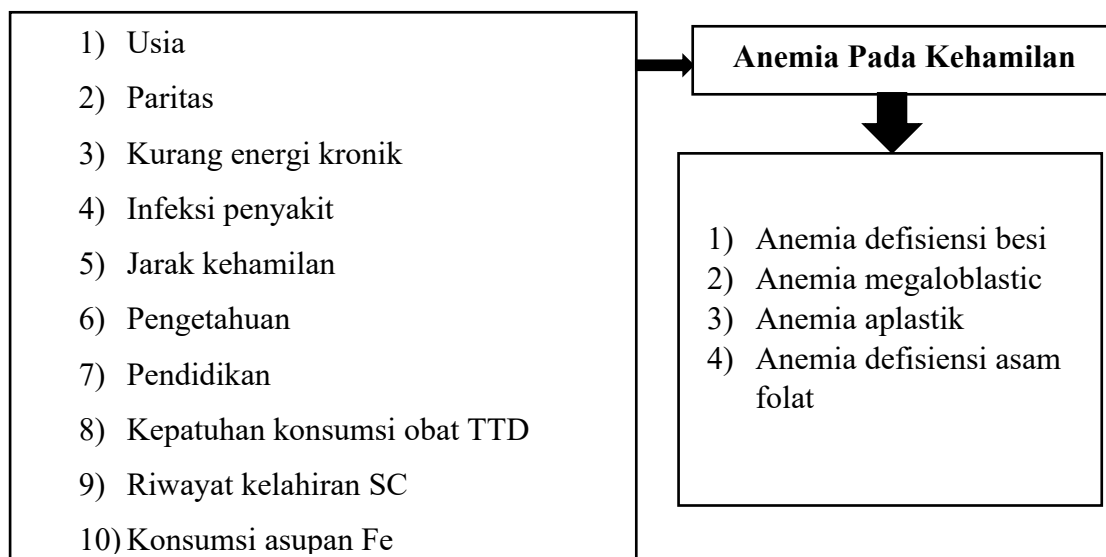 1) Usia
2) Paritas
3) Kurang energi kronik
4) Infeksi penyakit
5) Jarak kehamilan
6) Pengetahuan
7) Pendidikan
8) Kepatuhan konsumsi obat TTD
9) Riwayat kelahiran SC
10) Konsumsi asupan Fe
Anemia Pada Kehamilan
1) Anemia defisiensi besi
2) Anemia megaloblastic
3) Anemia aplastik
4) Anemia defisiensi asam
folat